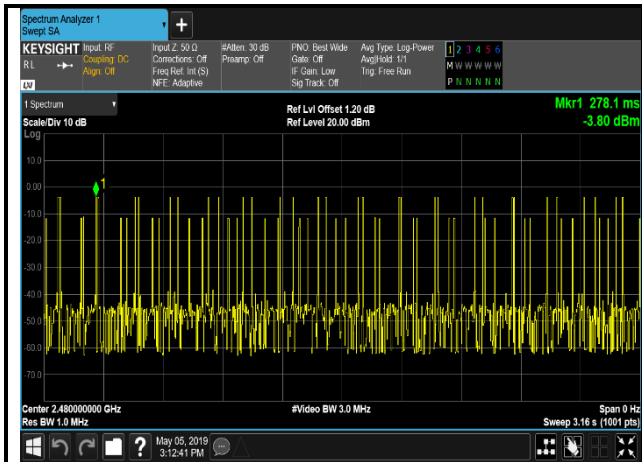 Spectrum Analyzer 1
Swept SA
+
KEYSIGHT Input: RF Input Z: 50 Ω #Atten: 30 dB PNO: Best Wide Avg Type: Log-Power 1 2 3 4 5 6
RL Coupling: DC Corrections: Off Preamp: Off Gate: Off Avg|Hold: 1/1 M W W W W W
Align: Off Freq Ref: Int (S) IF Gain: Low Trig: Free Run
LXI NFE: Adaptive Sig Track: Off P N N N N N
1 Spectrum Ref Lvl Offset 1.20 dB Mkr1 278.1 ms
Scale/Div 10 dB Ref Level 20.00 dBm -3.80 dBm
Log
10.0
1
0.00
-10.0
-20.0
-30.0
-40.0
-50.0
-60.0
-70.0
Center 2.480000000 GHz #Video BW 3.0 MHz Span 0 Hz
Res BW 1.0 MHz Sweep 3.16 s (1001 pts)
? May 05, 2019
3:12:41 PM